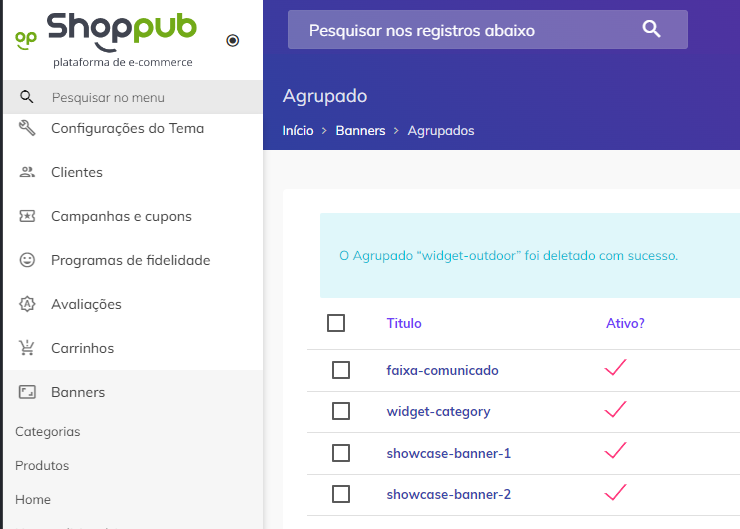 Shoppub
plataforma de e-commerce
Pesquisar no menu
Configurações do Tema
Clientes
Campanhas e cupons
Programas de fidelidade
Avaliações
Carrinhos
Banners
Categorias
Produtos
Home
Pesquisar nos registros abaixo
Agrupado
Início > Banners > Agrupados
O Agrupado “widget-outdoor” foi deletado com sucesso.
Titulo Ativo?
faixa-comunicado
widget-category
showcase-banner-1
showcase-banner-2